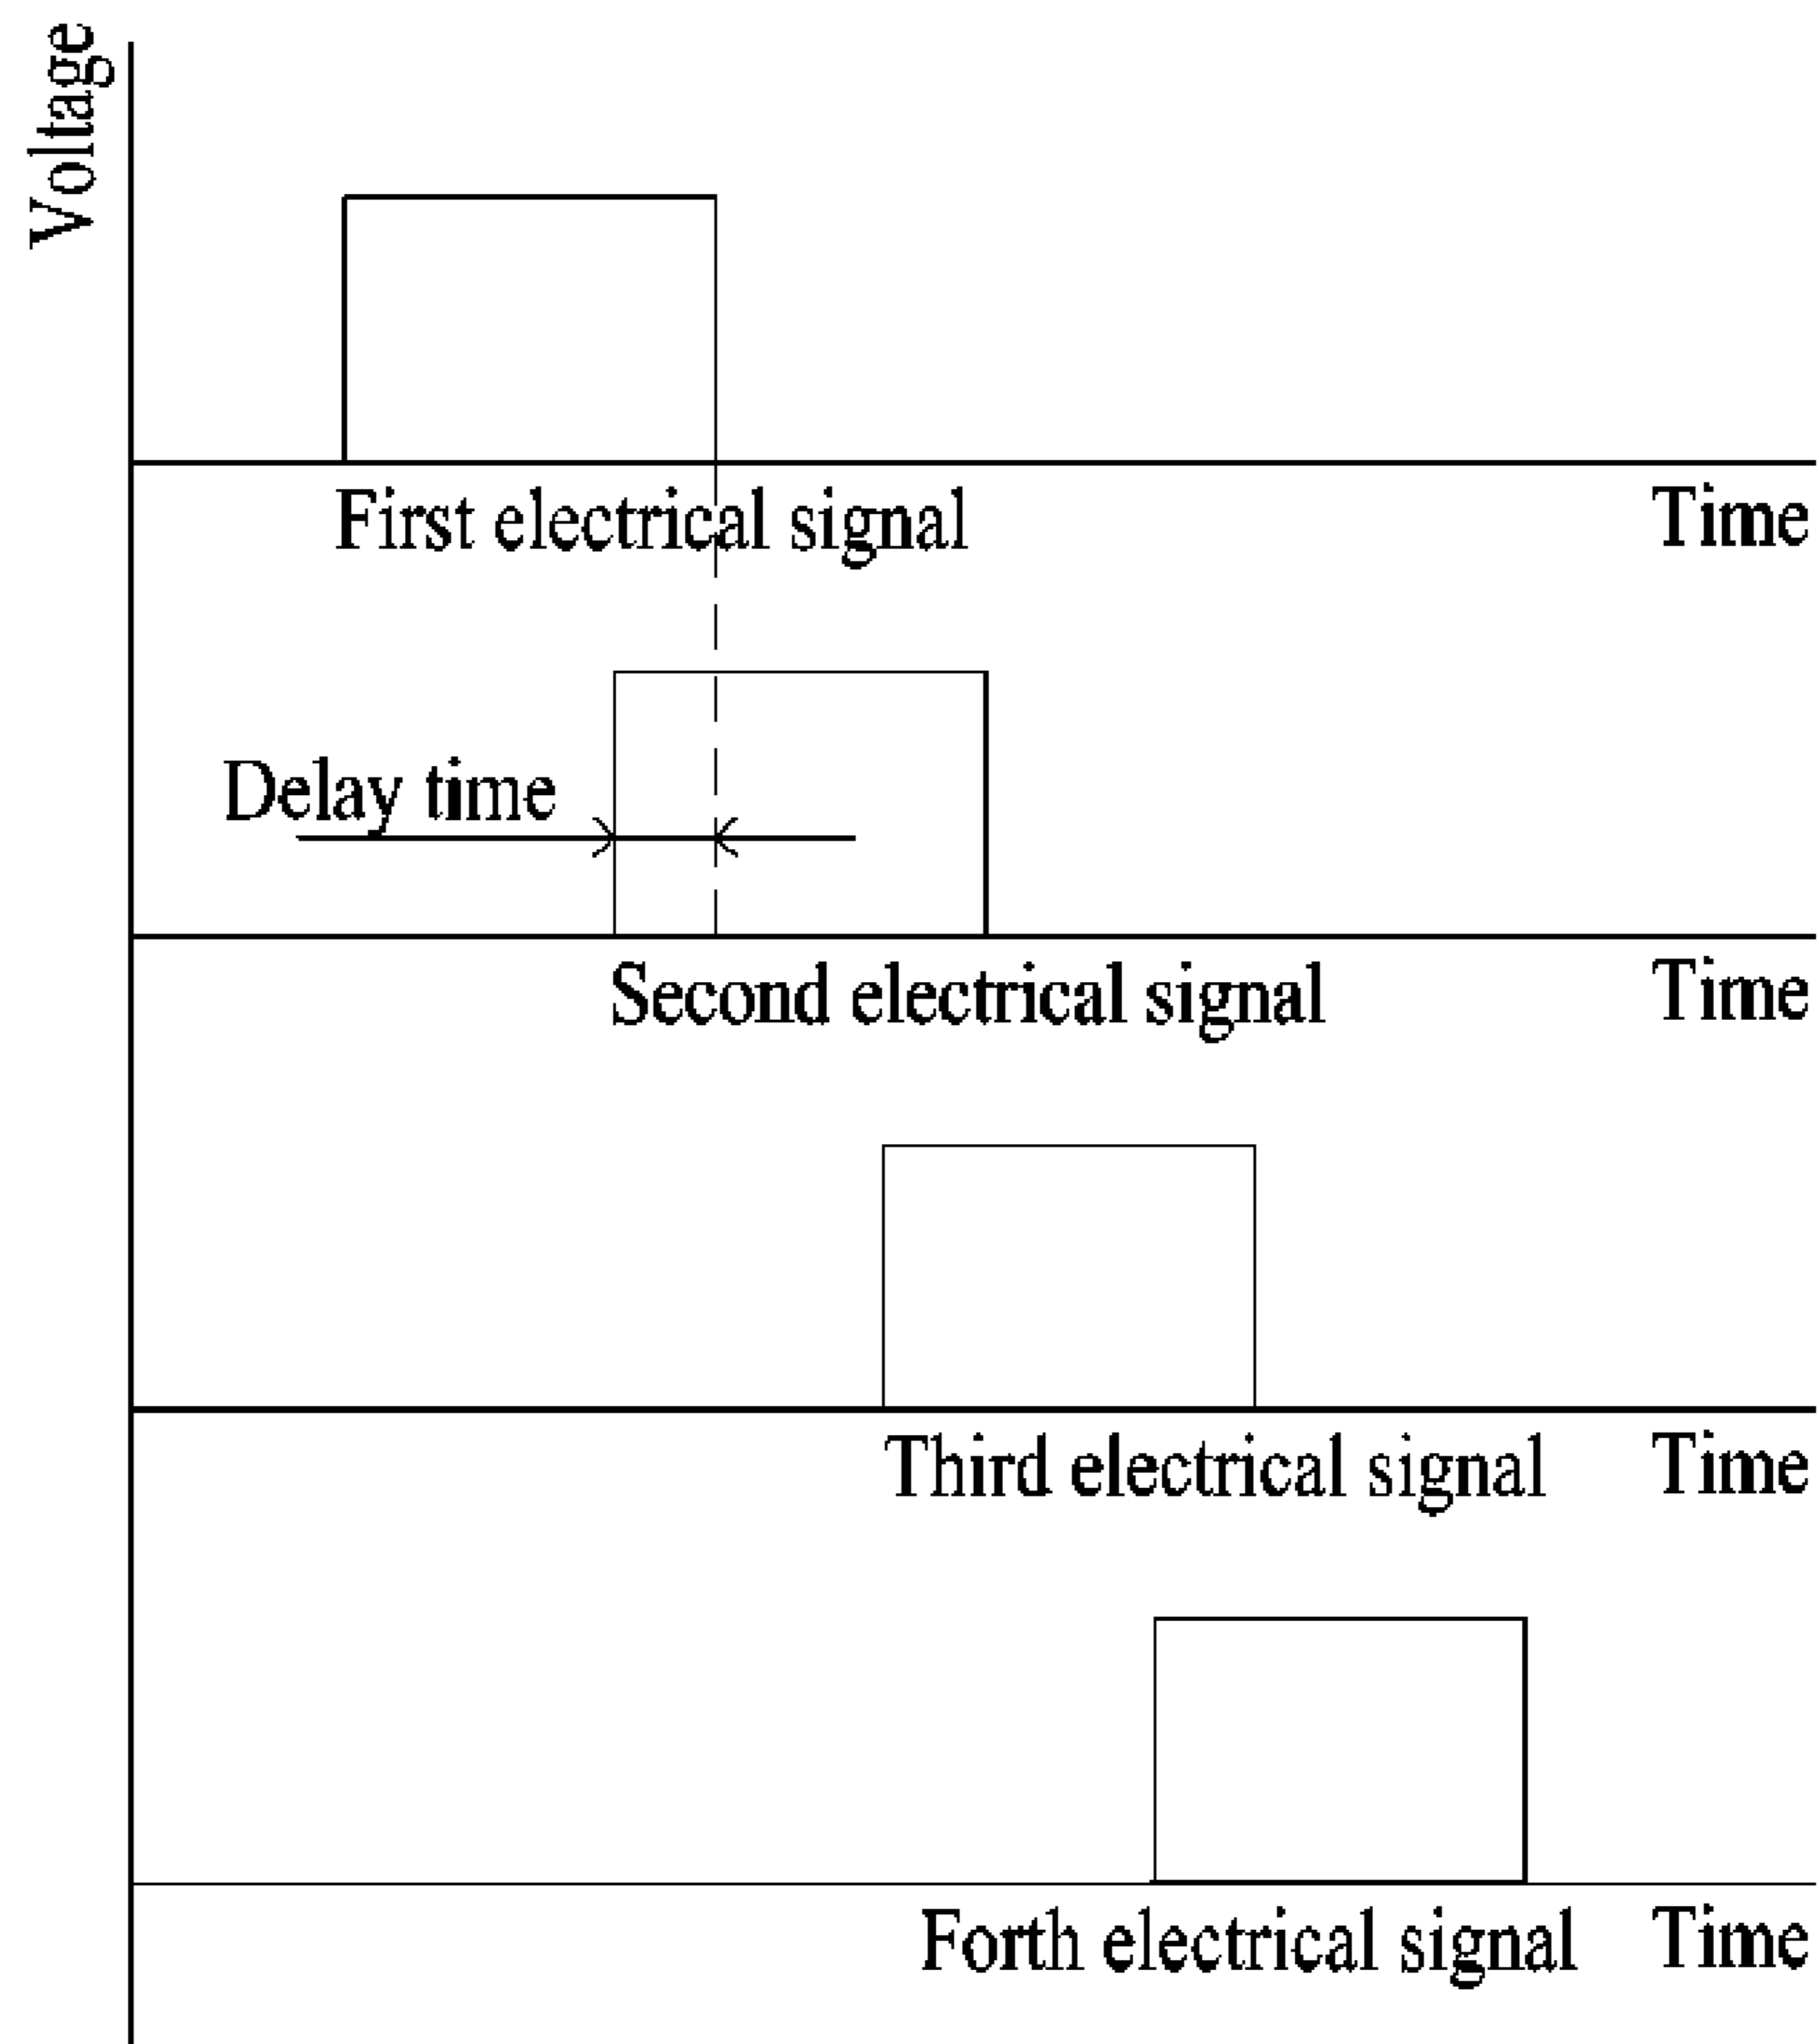 Voltage
First electrical signal Time
Delay time
Second electrical signal Time
Third electrical signal Time
Forth electrical signal Time